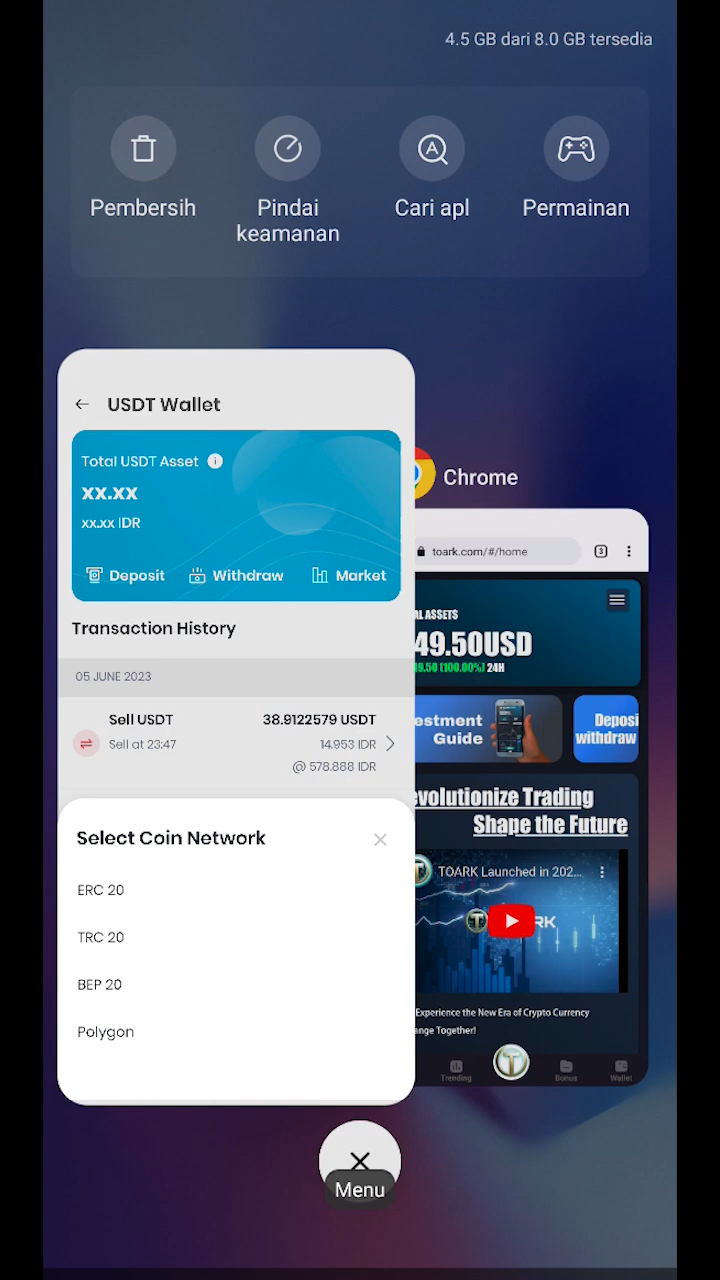 4.5 GB dari 8.0 GB tersedia
Pembersih
Pindai
keamanan
Cari apl
Permainan
USDT Wallet
Total USDT Asset
xx.xx
xx.xx IDR
Deposit
Withdraw
Market
Transaction History
05 JUNE 2023
Sell USDT
38.9122579 USDT
Sell at 23:47
14.953 IDR
@ 578.888 IDR
Select Coin Network
ERC 20
TRC 20
BEP 20
Polygon
Chrome
toark.com/#/home
3
AL ASSETS
49.50USD
9.50 (100.00%) 24H
estment
Guide
Deposi
withdraw
evolutionize Trading
Shape the Future
TOARK Launched in 202...
T
RK
Experience the New Era of Crypto Currency
ange Together!
Trending
T
Bonus
Wallet
Menu